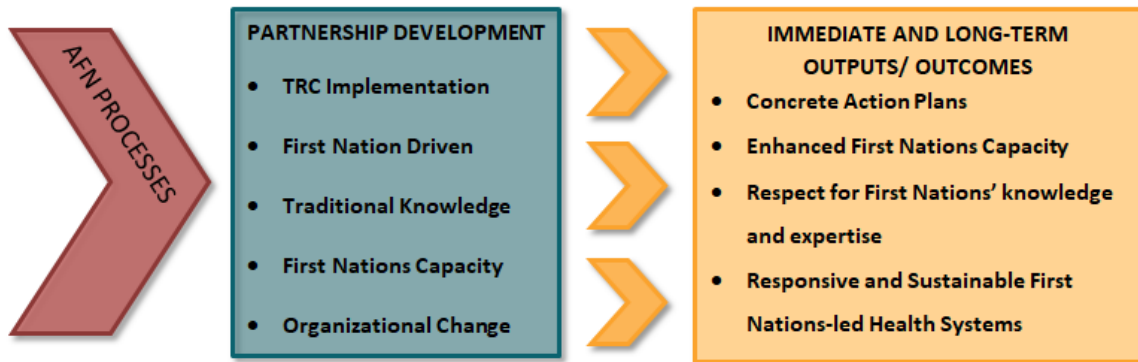 AFN PROCESSES
PARTNERSHIP DEVELOPMENT
• TRC Implementation
• First Nation Driven
• Traditional Knowledge
• First Nations Capacity
• Organizational Change
IMMEDIATE AND LONG-TERM
OUTPUTS/ OUTCOMES
• Concrete Action Plans
• Enhanced First Nations Capacity
• Respect for First Nations’ knowledge
and expertise
• Responsive and Sustainable First
Nations-led Health Systems